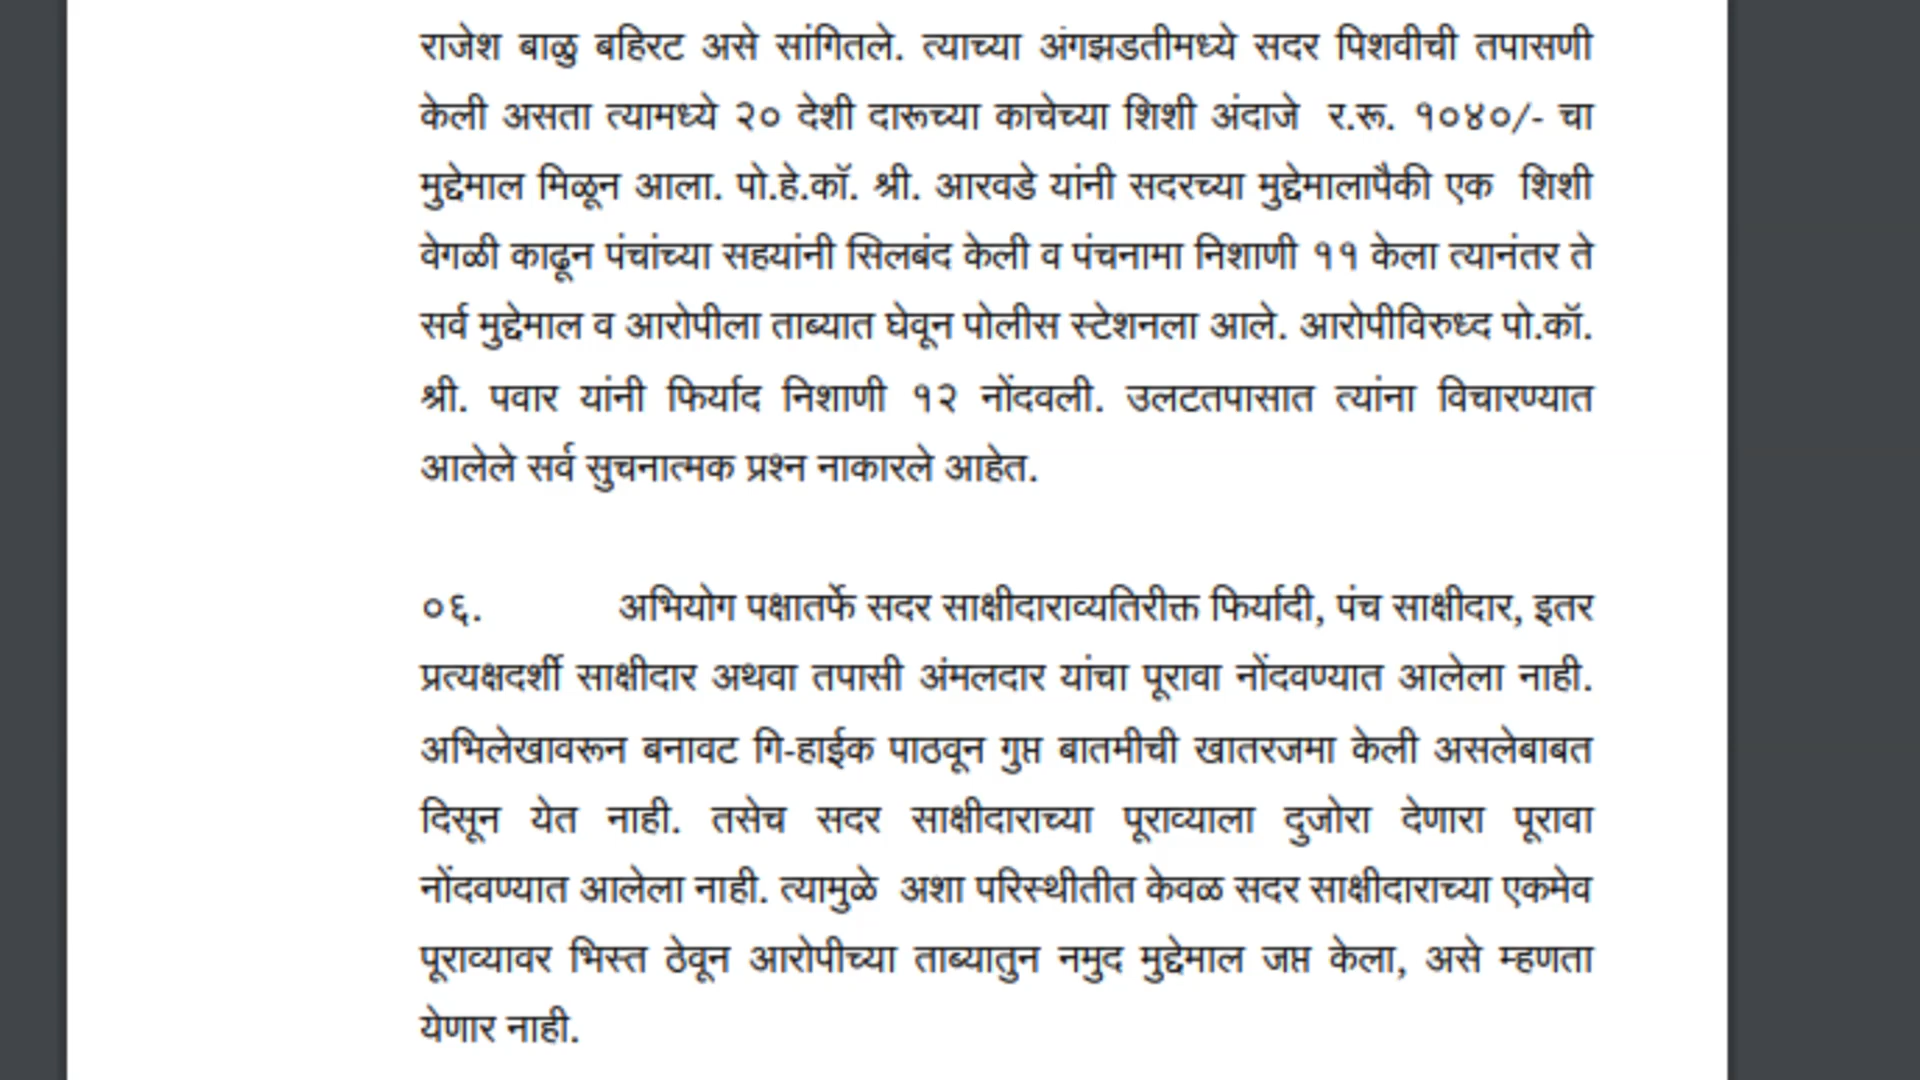 राजेश बाळु बहिरट असे सांगितले. त्याच्या अंगझडतीमध्ये सदर पिशवीची तपासणी
केली असता त्यामध्ये २० देशी दारूच्या काचेच्या शिशी अंदाजे र.रू. १०४०/- चा
मुद्देमाल मिळून आला. पो.हे.कॉ. श्री. आरवडे यांनी सदरच्या मुद्देमालापैकी एक शिशी
वेगळी काढून पंचांच्या सहयांनी सिलबंद केली व पंचनामा निशाणी ११ केला त्यानंतर ते
सर्व मुद्देमाल व आरोपीला ताब्यात घेवून पोलीस स्टेशनला आले. आरोपीविरुध्द पो.कॉ.
श्री. पवार यांनी फिर्याद निशाणी १२ नोंदवली. उलटतपासात त्यांना विचारण्यात
आलेले सर्व सुचनात्मक प्रश्न नाकारले आहेत.
०६. अभियोग पक्षातर्फे सदर साक्षीदाराव्यतिरीक्त फिर्यादी, पंच साक्षीदार, इतर
प्रत्यक्षदर्शी साक्षीदार अथवा तपासी अंमलदार यांचा पूरावा नोंदवण्यात आलेला नाही.
अभिलेखावरून बनावट गि-हाईक पाठवून गुप्त बातमीची खातरजमा केली असलेबाबत
दिसून येत नाही. तसेच सदर साक्षीदाराच्या पूराव्याला दुजोरा देणारा पूरावा
नोंदवण्यात आलेला नाही. त्यामुळे अशा परिस्थीतीत केवळ सदर साक्षीदाराच्या एकमेव
पूराव्यावर भिस्त ठेवून आरोपीच्या ताब्यातुन नमुद मुद्देमाल जप्त केला, असे म्हणता
येणार नाही.